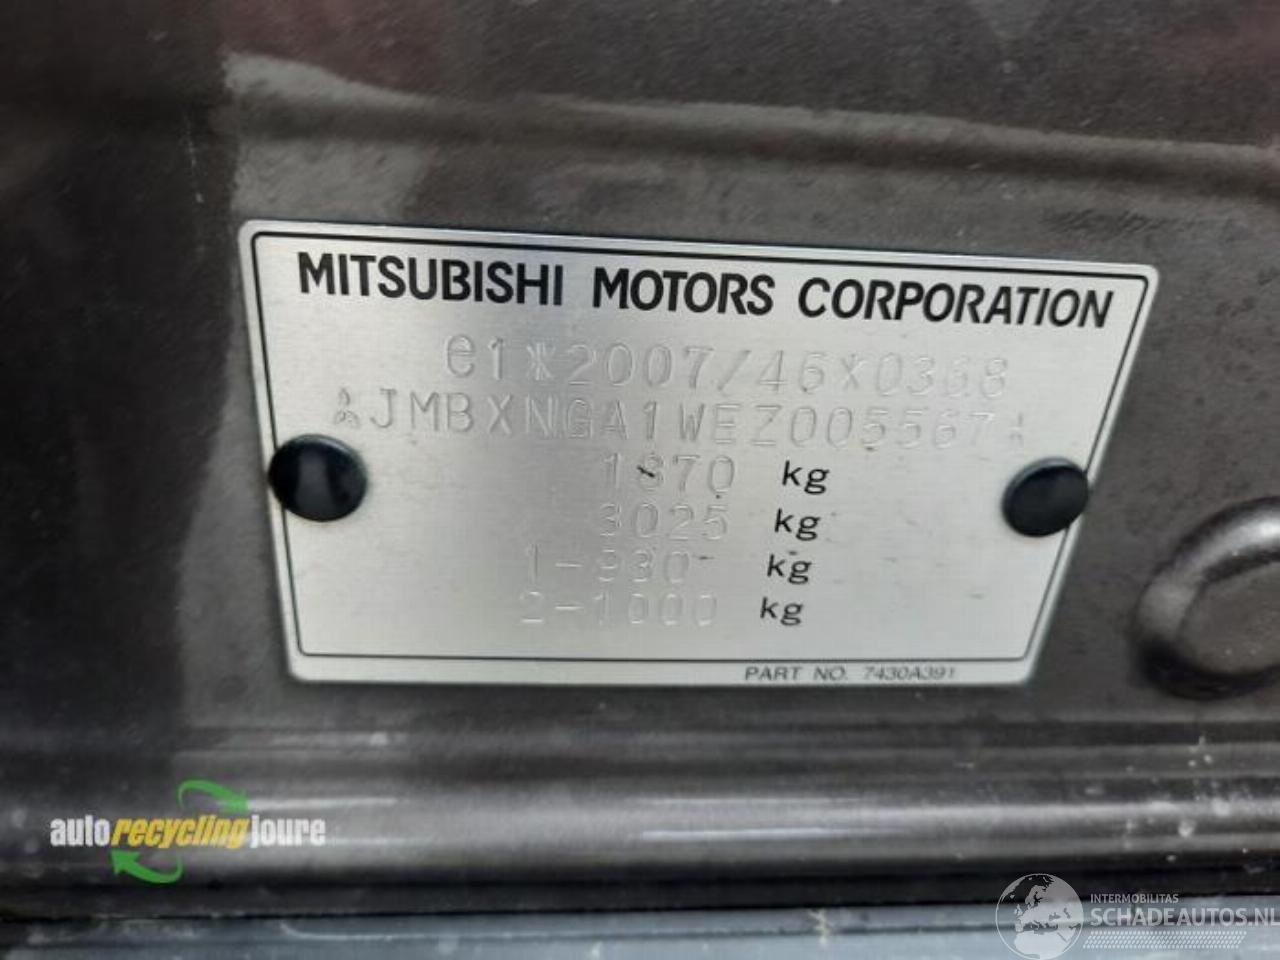 MITSUBISHI MOTORS CORPORATION
e1*2007/46*0368
JMBXNGA1WEZ005567
1370 kg
3025 kg
1-930 kg
2-1000 kg
PART NO. 7430A391
autorecyclingjoure
INTERMOBILITAS
SCHADEAUTOS.NL